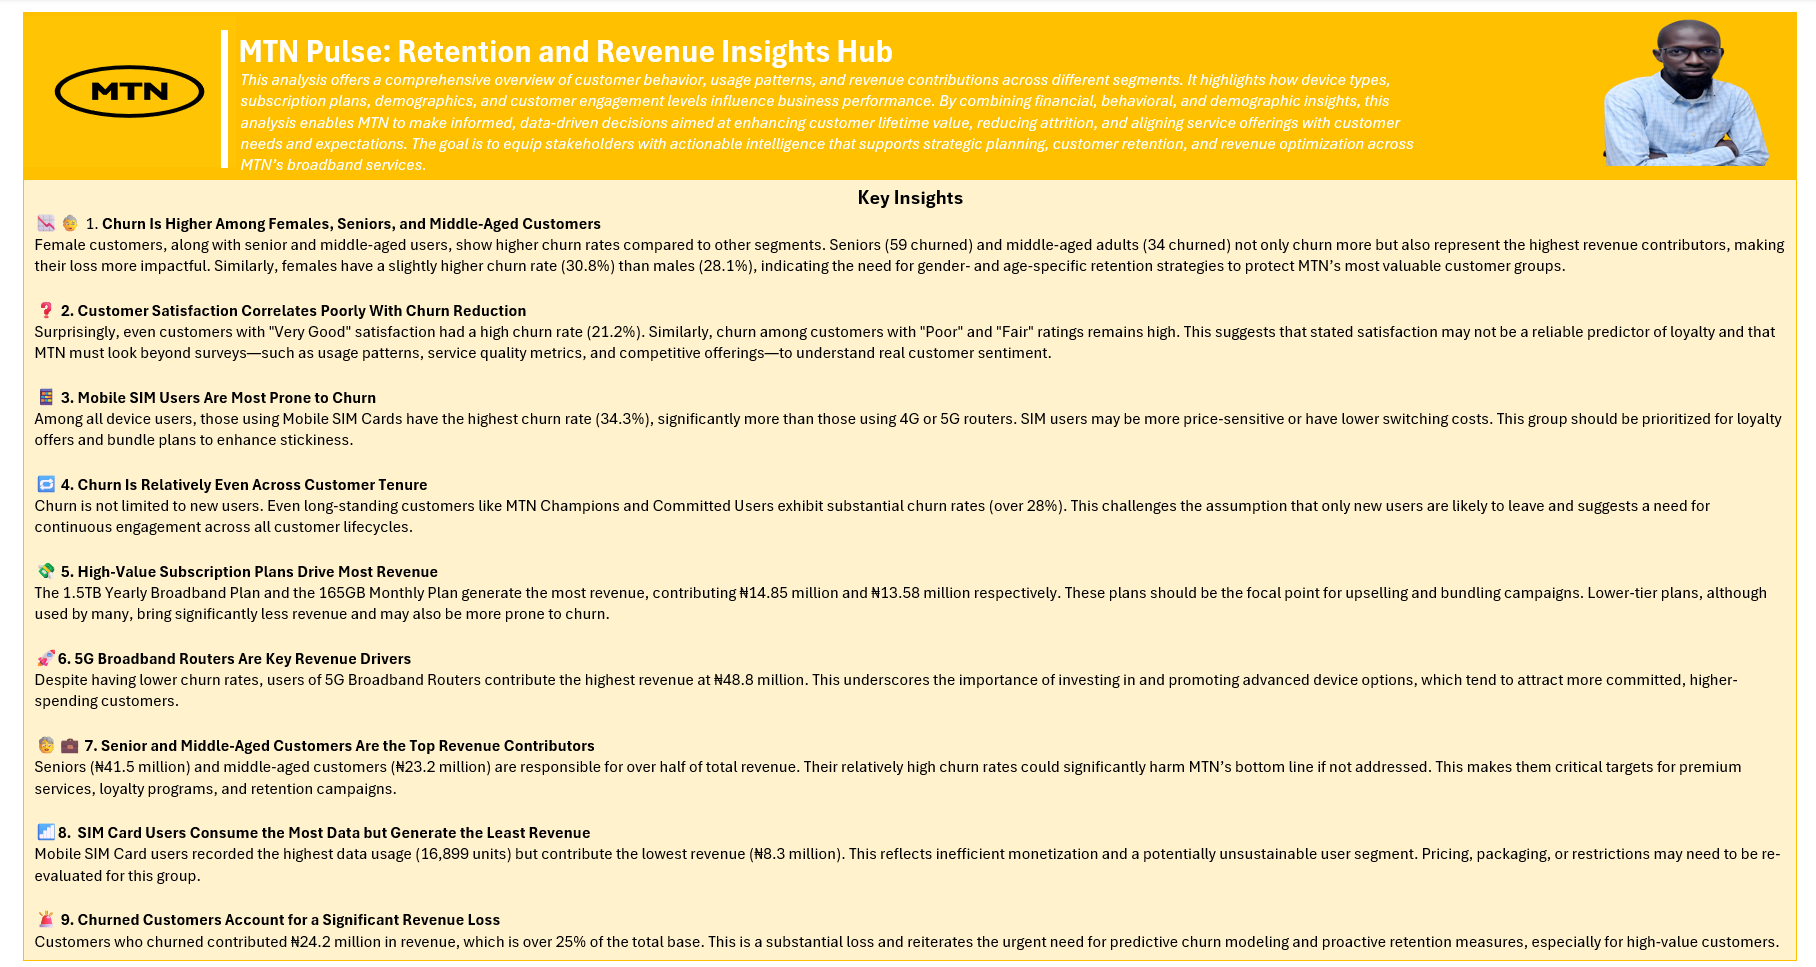 MTN
MTN Pulse: Retention and Revenue Insights Hub
This analysis offers a comprehensive overview of customer behavior, usage patterns, and revenue contributions across different segments. It highlights how device types,
subscription plans, demographics, and customer engagement levels influence business performance. By combining financial, behavioral, and demographic insights, this
analysis enables MTN to make informed, data-driven decisions aimed at enhancing customer lifetime value, reducing attrition, and aligning service offerings with customer
needs and expectations. The goal is to equip stakeholders with actionable intelligence that supports strategic planning, customer retention, and revenue optimization across
MTN's broadband services.
Key Insights
1. Churn Is Higher Among Females, Seniors, and Middle-Aged Customers
Female customers, along with senior and middle-aged users, show higher churn rates compared to other segments. Seniors (59 churned) and middle-aged adults (34 churned) not only churn more but also represent the highest revenue contributors, making
their loss more impactful. Similarly, females have a slightly higher churn rate (30.8%) than males (28.1%), indicating the need for gender- and age-specific retention strategies to protect MTN's most valuable customer groups.
2. Customer Satisfaction Correlates Poorly With Churn Reduction
Surprisingly, even customers with "Very Good" satisfaction had a high churn rate (21.2%). Similarly, churn among customers with "Poor" and "Fair" ratings remains high. This suggests that stated satisfaction may not be a reliable predictor of loyalty and that
MTN must look beyond surveys—such as usage patterns, service quality metrics, and competitive offerings—to understand real customer sentiment.
3. Mobile SIM Users Are Most Prone to Churn
Among all device users, those using Mobile SIM Cards have the highest churn rate (34.3%), significantly more than those using 4G or 5G routers. SIM users may be more price-sensitive or have lower switching costs. This group should be prioritized for loyalty
offers and bundle plans to enhance stickiness.
4. Churn Is Relatively Even Across Customer Tenure
Churn is not limited to new users. Even long-standing customers like MTN Champions and Committed Users exhibit substantial churn rates (over 28%). This challenges the assumption that only new users are likely to leave and suggests a need for
continuous engagement across all customer lifecycles.
5. High-Value Subscription Plans Drive Most Revenue
The 1.5TB Yearly Broadband Plan and the 165GB Monthly Plan generate the most revenue, contributing ₦14.85 million and ₦13.58 million respectively. These plans should be the focal point for upselling and bundling campaigns. Lower-tier plans, although
used by many, bring significantly less revenue and may also be more prone to churn.
6. 5G Broadband Routers Are Key Revenue Drivers
Despite having lower churn rates, users of 5G Broadband Routers contribute the highest revenue at ₦48.8 million. This underscores the importance of investing in and promoting advanced device options, which tend to attract more committed, higher-
spending customers.
7. Senior and Middle-Aged Customers Are the Top Revenue Contributors
Seniors (₦41.5 million) and middle-aged customers (₦23.2 million) are responsible for over half of total revenue. Their relatively high churn rates could significantly harm MTN's bottom line if not addressed. This makes them critical targets for premium
services, loyalty programs, and retention campaigns.
8. SIM Card Users Consume the Most Data but Generate the Least Revenue
Mobile SIM Card users recorded the highest data usage (16,899 units) but contribute the lowest revenue (₦8.3 million). This reflects inefficient monetization and a potentially unsustainable user segment. Pricing, packaging, or restrictions may need to be re-
evaluated for this group.
9. Churned Customers Account for a Significant Revenue Loss
Customers who churned contributed ₦24.2 million in revenue, which is over 25% of the total base. This is a substantial loss and reiterates the urgent need for predictive churn modeling and proactive retention measures, especially for high-value customers.